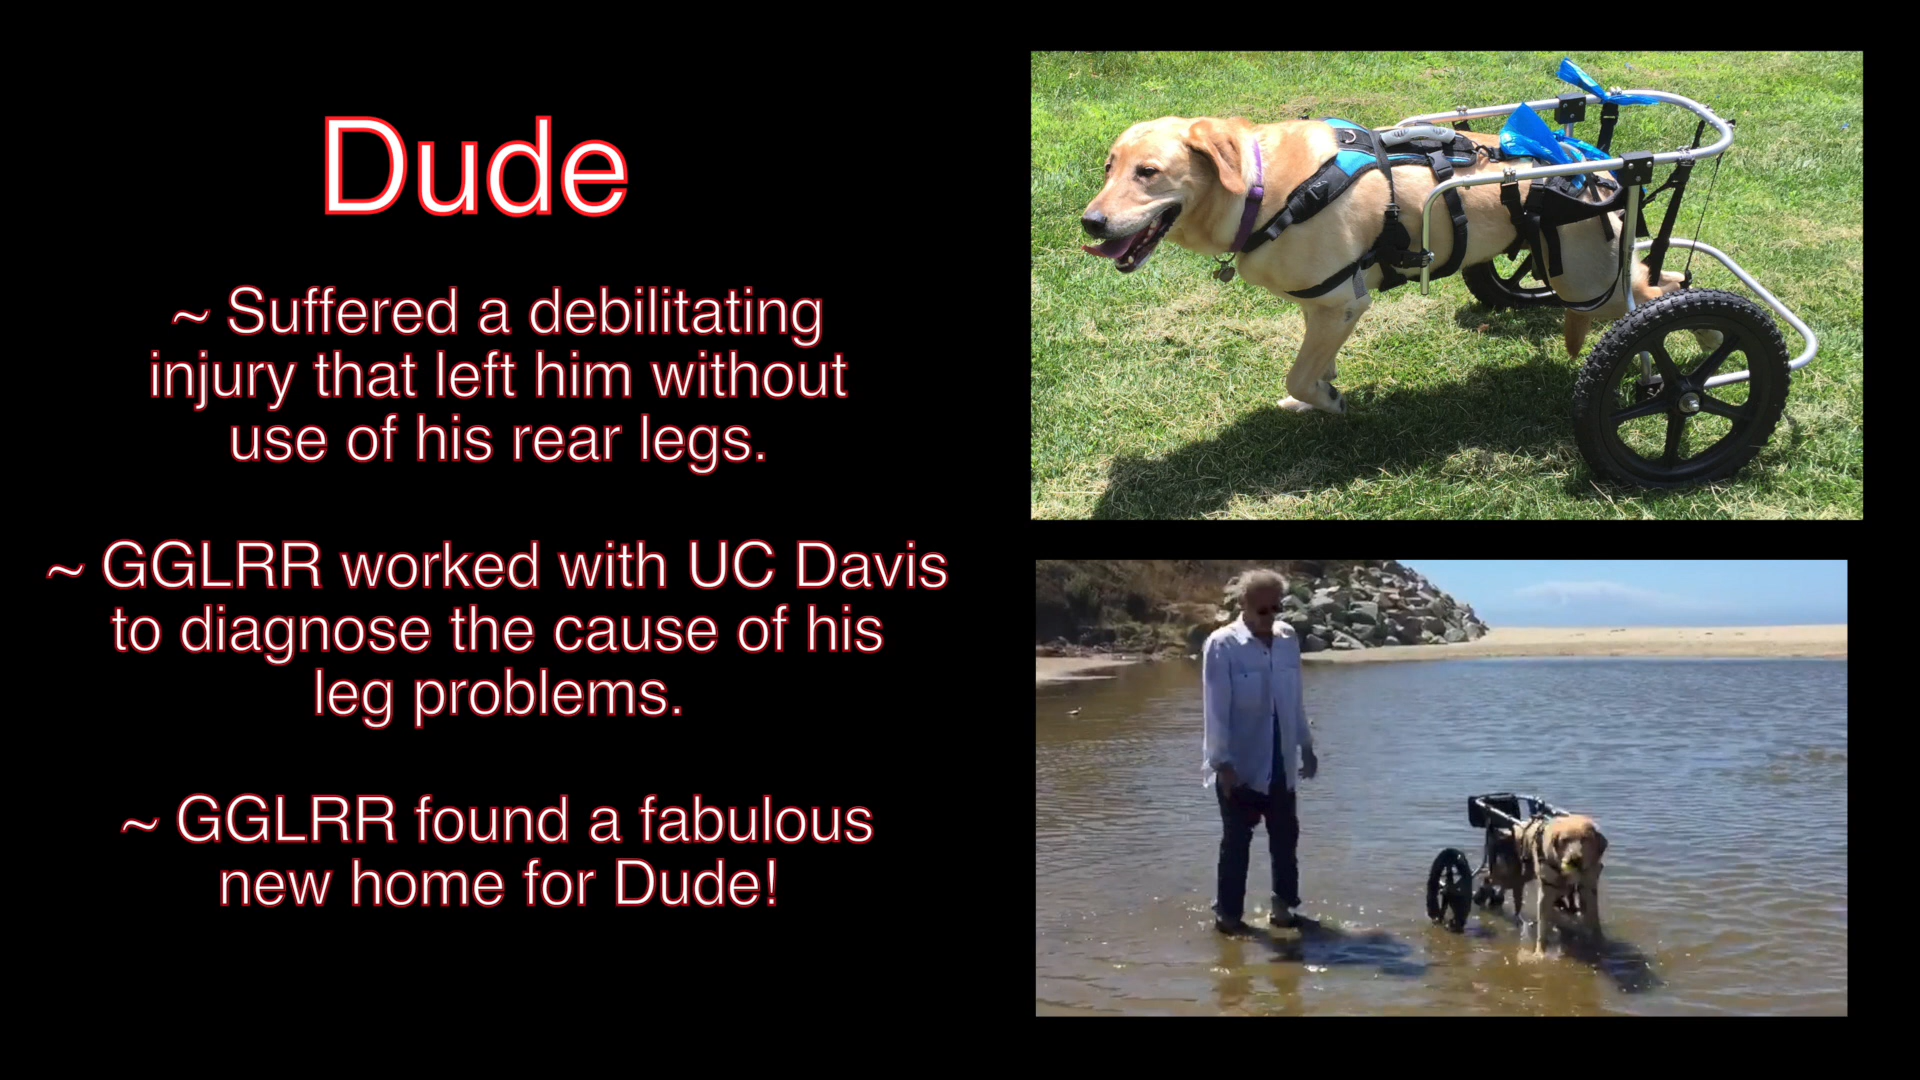 Dude
~ Suffered a debilitating
injury that left him without
use of his rear legs.
~ GGLRR worked with UC Davis
to diagnose the cause of his
leg problems.
~ GGLRR found a fabulous
new home for Dude!